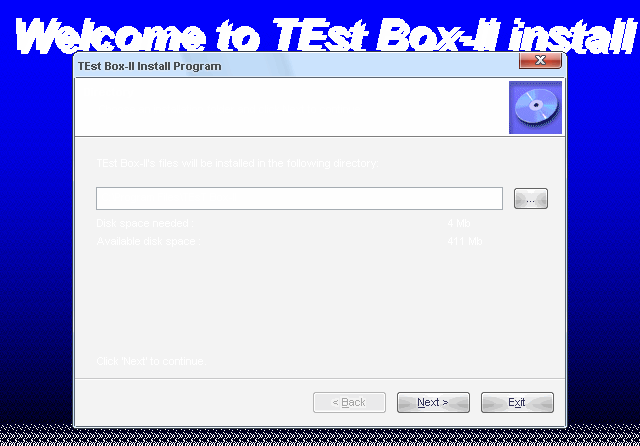 Welcome to TEst Box-II install
TEst Box-II Install Program
TEst Box-II's files will be installed in the following directory:
...
Disk space needed :
4 Mb
Available disk space :
411 Mb
Click 'Next' to continue.
< Back
Next >
Exit